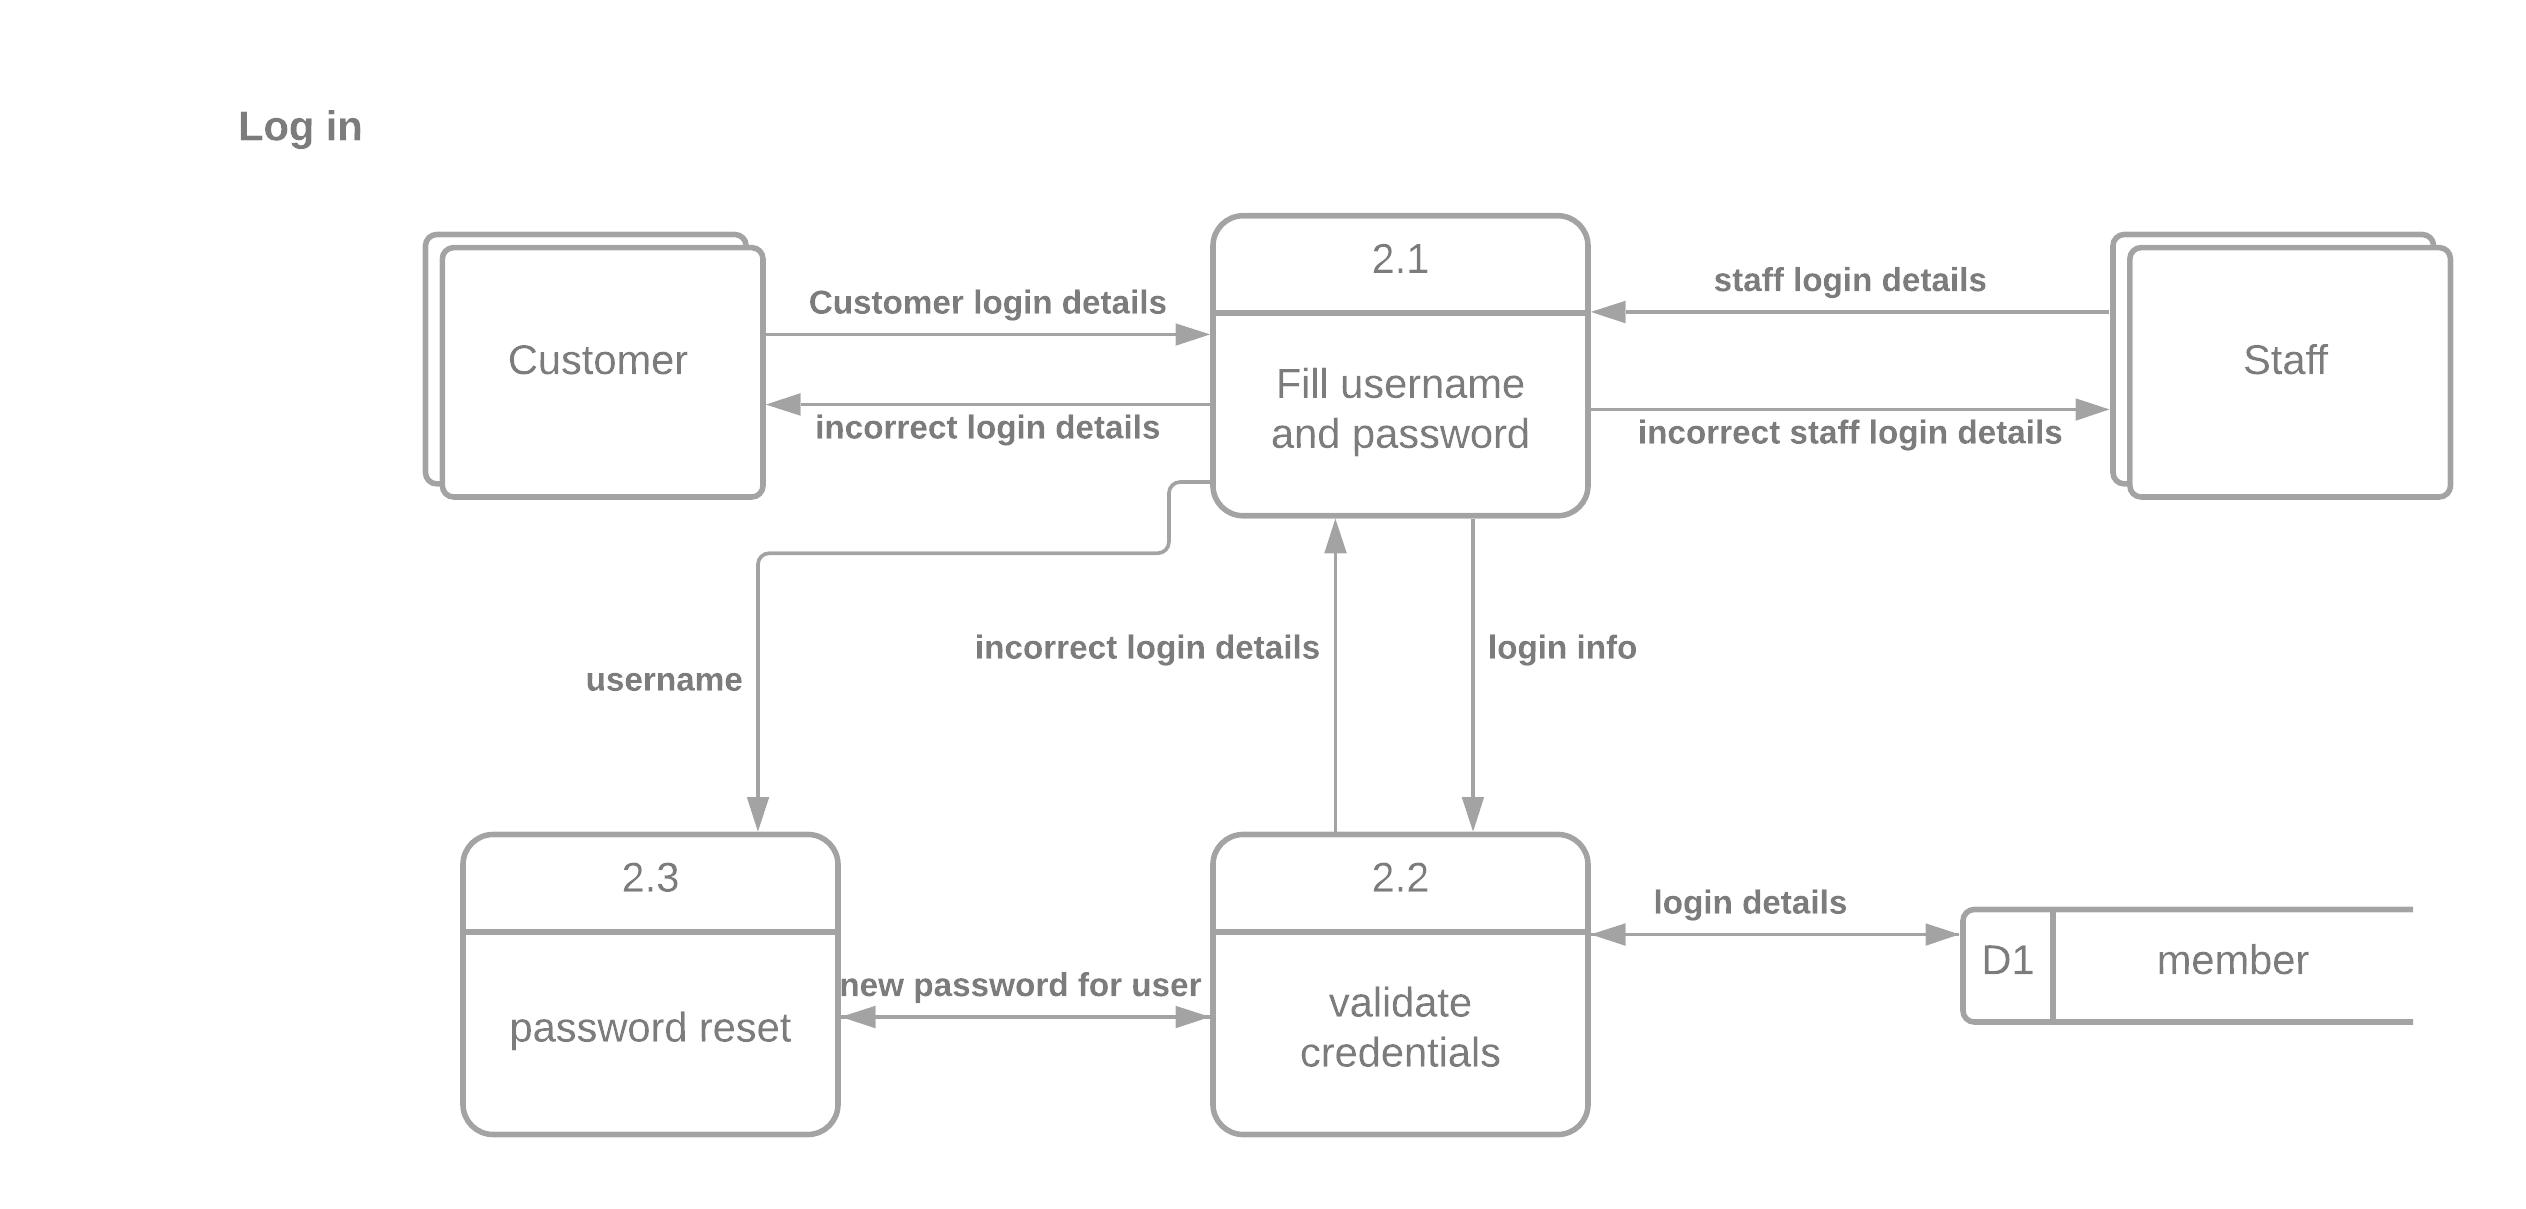 Log in
Customer
Customer login details
incorrect login details
2.1
Fill username
and password
staff login details
incorrect staff login details
Staff
username
incorrect login details
login info
2.3
password reset
new password for user
2.2
validate
credentials
login details
D1
member